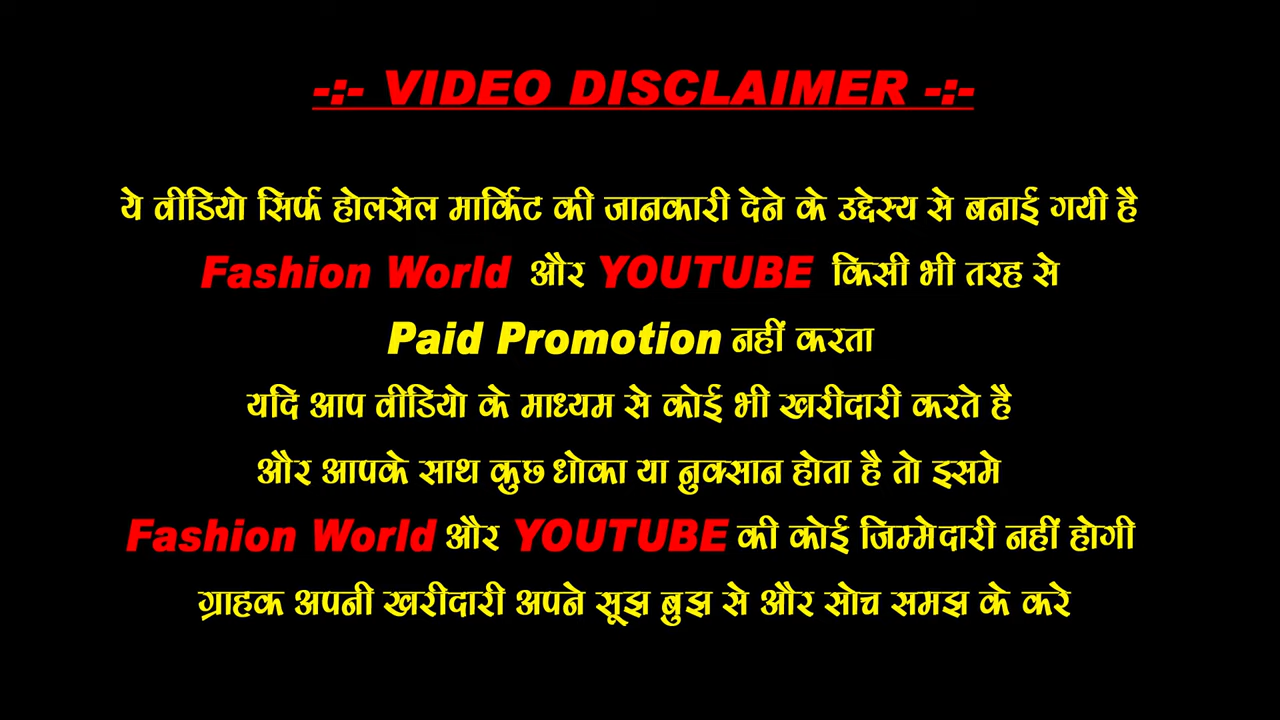 -:- VIDEO DISCLAIMER -:-
ये वीडियो सिर्फ होलसेल मार्किट की जानकारी देने के उद्देस्य से बनाई गयी है
Fashion World और YOUTUBE किसी भी तरह से
Paid Promotion नहीं करता
यदि आप वीडियो के माध्यम से कोई भी खरीदारी करते है
और आपके साथ कुछ धोका या नुक्सान होता है तो इसमे
Fashion World और YOUTUBE की कोई जिम्मेदारी नहीं होगी
ग्राहक अपनी खरीदारी अपने सूझ बुझ से और सोच समझ के करे